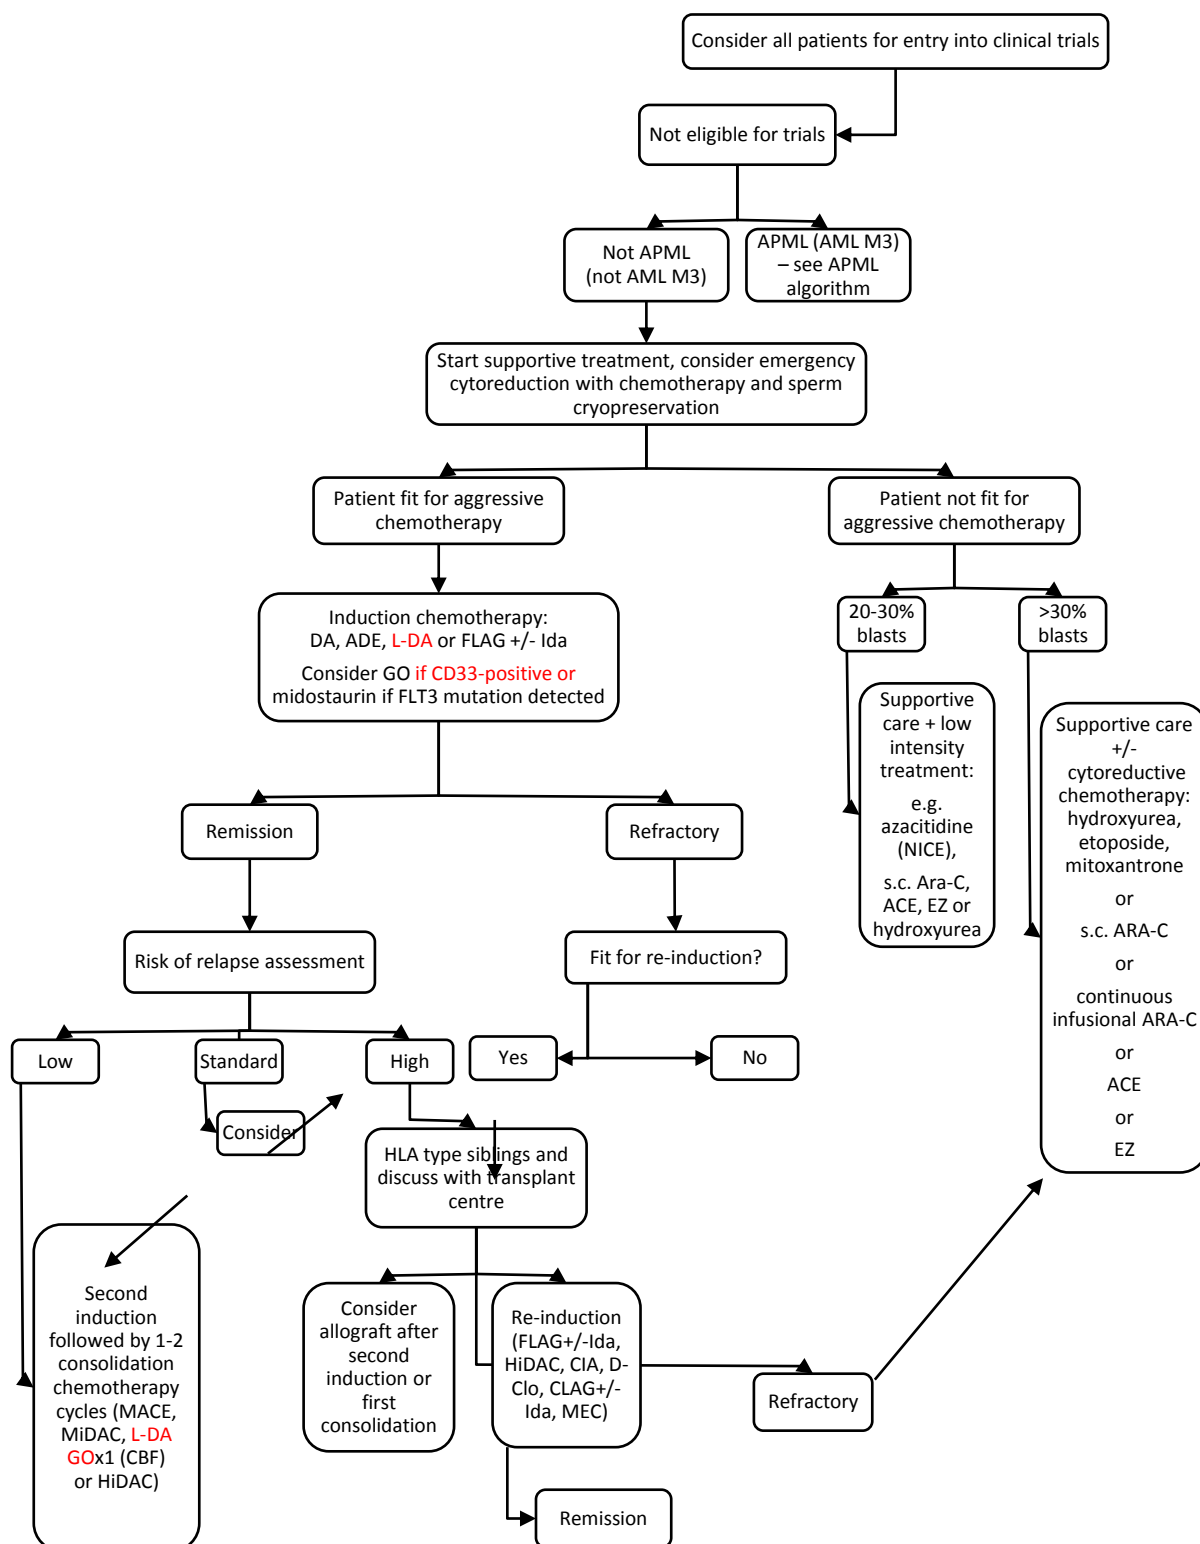 Consider all patients for entry into clinical trials
Not eligible for trials
Not APML
(not AML M3)
APML (AML M3)
– see APML
algorithm
Start supportive treatment, consider emergency
cytoreduction with chemotherapy and sperm
cryopreservation
Patient fit for aggressive
chemotherapy
Patient not fit for
aggressive chemotherapy
Induction chemotherapy:
DA, ADE, L-DA or FLAG +/- Ida
Consider GO if CD33-positive or
midostaurin if FLT3 mutation detected
20-30%
blasts
>30%
blasts
Supportive
care + low
intensity
treatment:
e.g.
azacitidine
(NICE),
s.c. Ara-C,
ACE, EZ or
hydroxyurea
Supportive care
+/-
cytoreductive
chemotherapy:
hydroxyurea,
etoposide,
mitoxantrone
or
s.c. ARA-C
or
continuous
infusional ARA-C
or
ACE
or
EZ
Remission
Refractory
Risk of relapse assessment
Fit for re-induction?
Low
Standard
High
Yes
No
Consider
HLA type siblings and
discuss with transplant
centre
Second
induction
followed by 1-2
consolidation
chemotherapy
cycles (MACE,
MiDAC, L-DA
GOx1 (CBF)
or HiDAC)
Consider
allograft after
second
induction or
first
consolidation
Re-induction
(FLAG+/-Ida,
HiDAC, CIA, D-
Clo, CLAG+/-
Ida, MEC)
Refractory
Remission